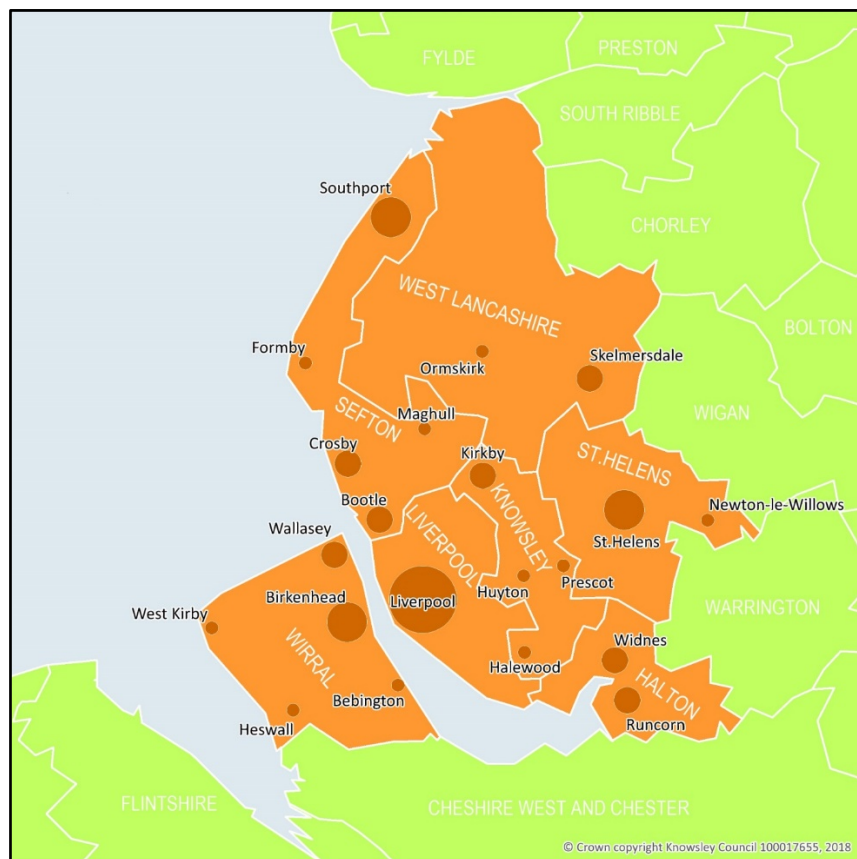 FYLDE
PRESTON
SOUTH RIBBLE
Southport
CHORLEY
WEST LANCASHIRE
BOLTON
Formby
Ormskirk
Skelmersdale
WIGAN
SEFTON
Maghull
Crosby
Kirkby
ST.HELENS
Bootle
KNOWSLEY
Newton-le-Willows
Wallasey
LIVERPOOL
St.Helens
Birkenhead
Liverpool
Huyton
Prescot
WARRINGTON
West Kirby
WIRRAL
Halewood
Widnes
HALTON
Bebington
Heswall
Runcorn
FLINTSHIRE
CHESHIRE WEST AND CHESTER
© Crown copyright Knowsley Council 100017655, 2018